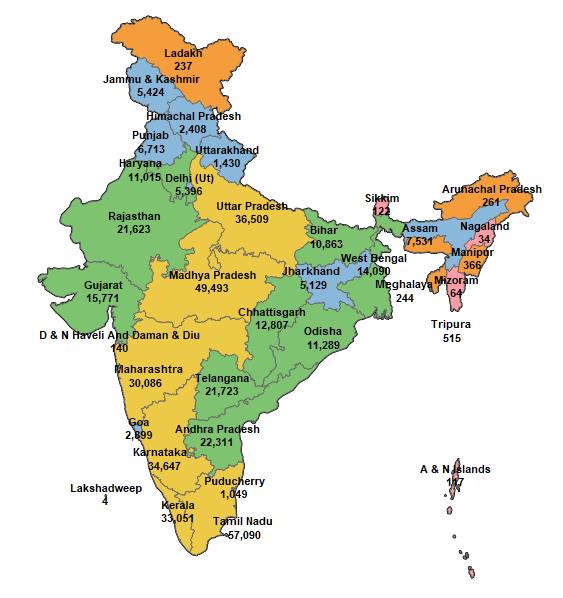 Ladakh
237
Jammu & Kashmir
5,424
Himachal Pradesh
2,408
Punjab
6,713
Uttarakhand
1,430
Haryana
11,015
Delhi (Ut)
5,396
Sikkim
122
Arunachal Pradesh
261
Rajasthan
21,623
Uttar Pradesh
36,509
Bihar
10,863
Assam
7,531
Nagaland
34
Manipur
366
West Bengal
14,090
Jharkhand
5,129
Meghalaya
244
Mizoram
64
Gujarat
15,771
Madhya Pradesh
49,493
Chhattisgarh
12,807
Tripura
515
D & N Haveli And Daman & Diu
140
Odisha
11,289
Maharashtra
30,086
Telangana
21,723
Goa
2,899
Andhra Pradesh
22,311
Karnataka
34,647
A & N Islands
117
Puducherry
1,049
Lakshadweep
4
Kerala
33,051
Tamil Nadu
57,090